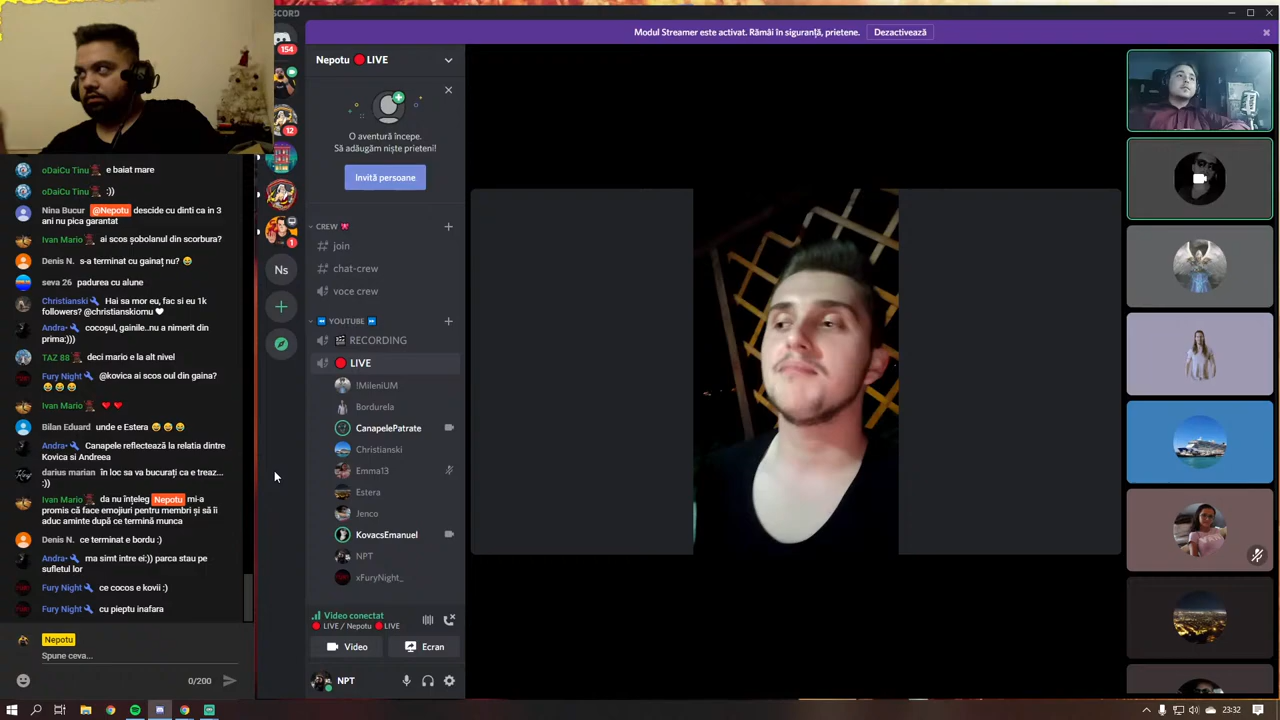 ISCORD
Modul Streamer este activat. Rămâi în siguranță, prietene.
Dezactivează
154
12
1
Ns
oDaiCu Tinu e baiat mare
oDaiCu Tinu :))
Nina Bucur @Nepotu descide cu dinti ca in 3
ani nu pica garantat
Ivan Mario ai scos șobolanul din scorbura?
Denis N. s-a terminat cu gainaț nu?
seva 26 padurea cu alune
Christianski Hai sa mor eu, fac si eu 1k
followers? @christianskiomu
Andra• cocoșul, gainile..nu a nimerit din
prima:))
TAZ 88 deci mario e la alt nivel
Fury Night @kovica ai scos oul din gaina?
Ivan Mario
Bilan Eduard unde e Estera
Andra• Canapele reflectează la relatia dintre
Kovica si Andreea
darius marian în loc sa va bucurați ca e treaz...
:))
Ivan Mario da nu înțeleg Nepotu mi-a
promis că face emojiuri pentru membri și să îi
aduc aminte după ce termină munca
Denis N. ce terminat e bordu :)
Andra• ma simt intre ei:)) parca stau pe
sufletul lor
Fury Night ce cocos e kovii :)
Fury Night cu pieptu inafara
Nepotu
Spune ceva...
0/200
Nepotu LIVE
O aventură începe.
Să adăugăm niște prieteni!
Invită persoane
CREW
join
chat-crew
voce crew
YOUTUBE
RECORDING
LIVE
!MileniUM
Bordurela
CanapelePatrate
Christianski
Emma13
Estera
Jenco
KovacsEmanuel
NPT
xFuryNight_
Video conectat
LIVE / Nepotu LIVE
Video
Ecran
NPT
23:32